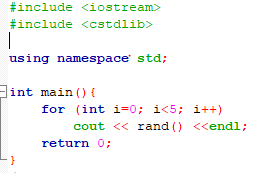 #include <iostream>
#include <cstdlib>
using namespace std;
int main(){
for (int i=0; i<5; i++)
cout << rand() <<endl;
return 0;
}